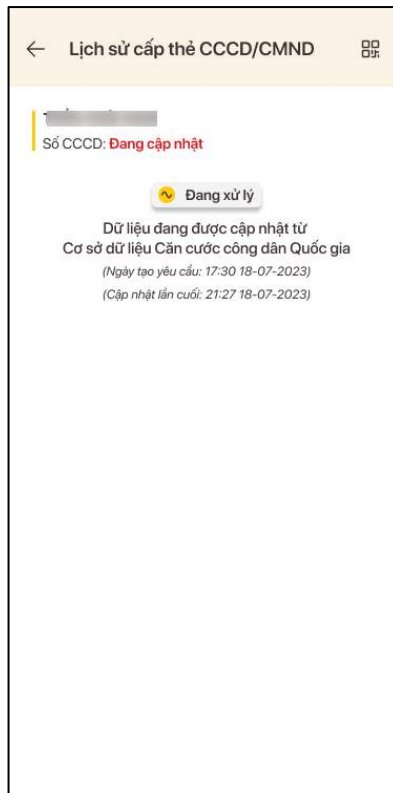 Lịch sử cấp thẻ CCCD/CMND
Số CCCD: Đang cập nhật
Đang xử lý
Dữ liệu đang được cập nhật từ
Cơ sở dữ liệu Căn cước công dân Quốc gia
(Ngày tạo yêu cầu: 17:30 18-07-2023)
(Cập nhật lần cuối: 21:27 18-07-2023)